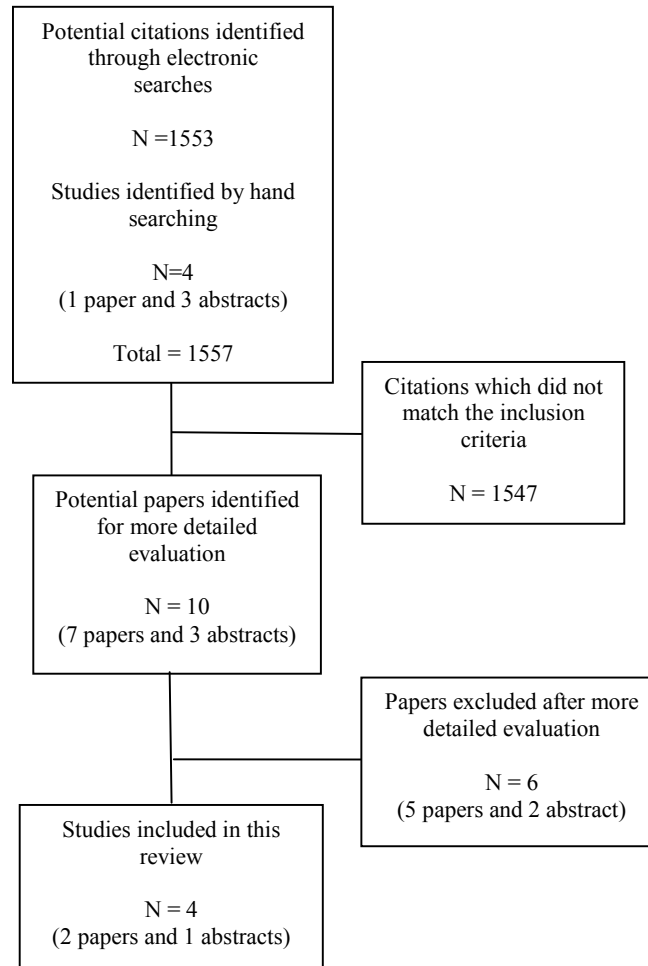 Potential citations identified
through electronic
searches
N =1553
Studies identified by hand
searching
N=4
(1 paper and 3 abstracts)
Total = 1557
Citations which did not
match the inclusion
criteria
N = 1547
Potential papers identified
for more detailed
evaluation
N = 10
(7 papers and 3 abstracts)
Papers excluded after more
detailed evaluation
N = 6
(5 papers and 2 abstract)
Studies included in this
review
N = 4
(2 papers and 1 abstracts)